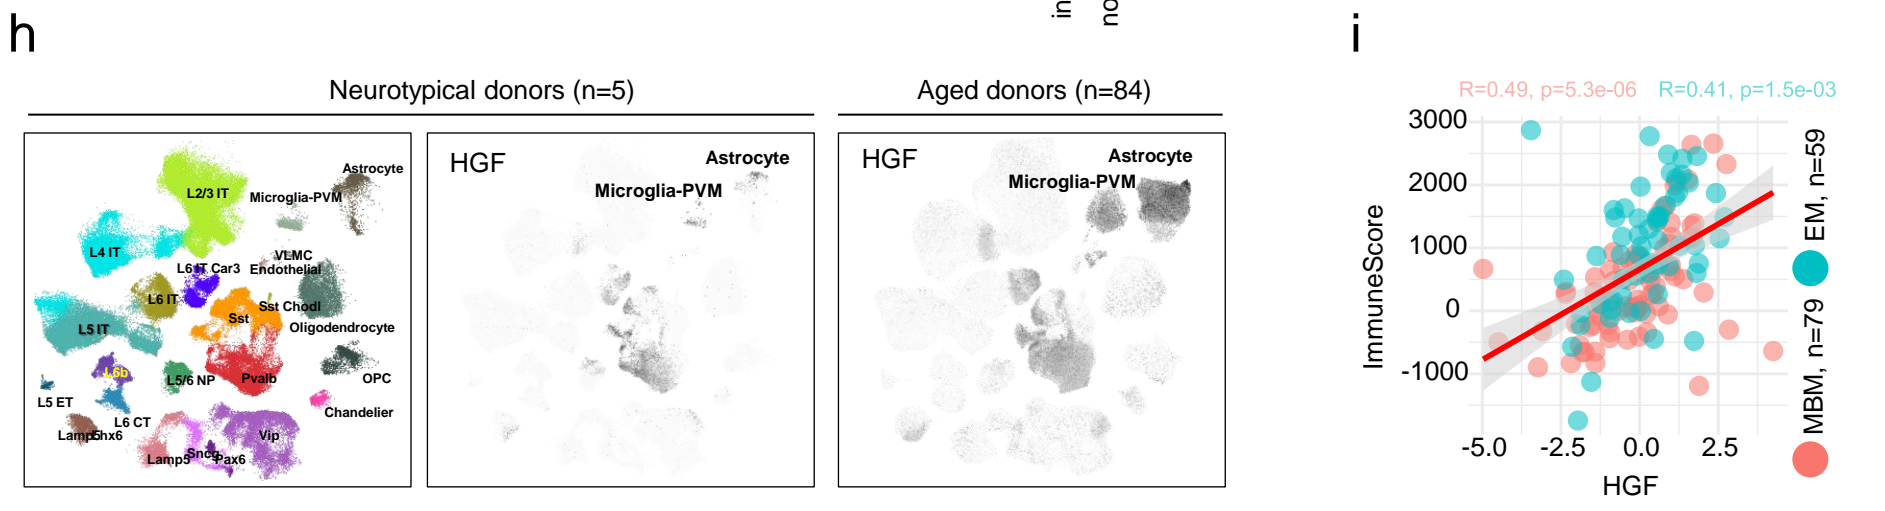 in
no
h
i
Neurotypical donors (n=5)
Aged donors (n=84)
L2/3 IT
Astrocyte
Microglia-PVM
L4 IT
VLMC
L6 IT Car3
Endothelial
L6 IT
Sst Chodl
Sst
L5 IT
Oligodendrocyte
L6b
L5/6 NP
Pvalb
OPC
L5 ET
Chandelier
L6 CT
Lamp5
Lhx6
Vip
Sncg
Lamp5
Pax6
HGF
Astrocyte
Microglia-PVM
HGF
Astrocyte
Microglia-PVM
R=0.49, p=5.3e-06 R=0.41, p=1.5e-03
3000
2000
1000
0
-1000
ImmuneScore
-5.0 -2.5 0.0 2.5
HGF
EM, n=59
MBM, n=79